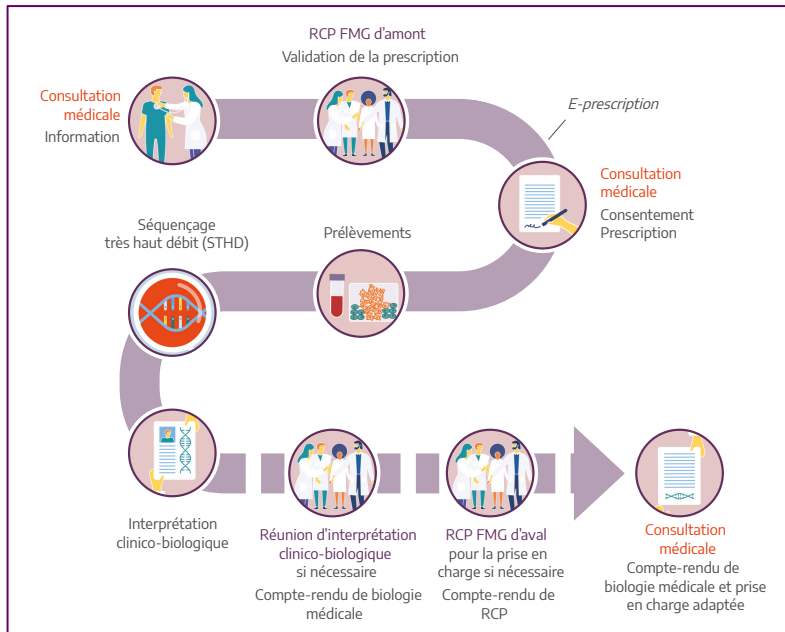 RCP FMG d’amont
Validation de la prescription
Consultation
médicale
Information
E-prescription
Consultation
médicale
Consentement
Prescription
Prélèvements
Séquençage
très haut débit (STHD)
Interprétation
clinico-biologique
Réunion d’interprétation
clinico-biologique
si nécessaire
Compte-rendu de biologie
médicale
RCP FMG d’aval
pour la prise en
charge si nécessaire
Compte-rendu de
RCP
Consultation
médicale
Compte-rendu de
biologie médicale et prise
en charge adaptée